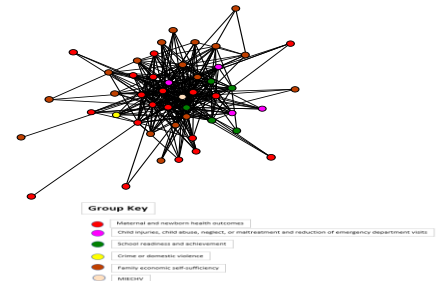 Group Key
Maternal and newborn health outcomes
Child injuries, child abuse, neglect, or maltreatment and reduction of emergency department visits
School readiness and achievement
Crime or domestic violence
Family economic self-sufficiency
MIECHV